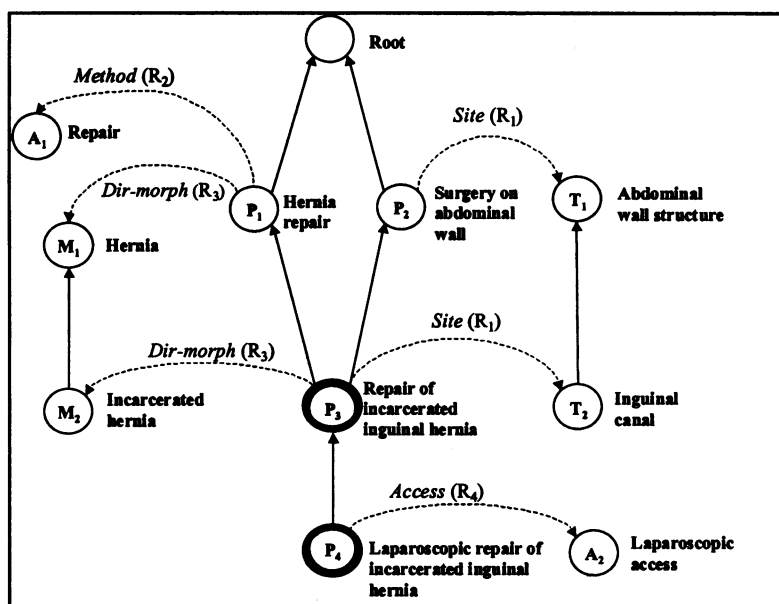 Root
Method (R2)
Site (R1)
A1 Repair
Dir-morph (R3)
P1
Hernia
repair
P2
Surgery on
abdominal
wall
T1
Abdominal
wall structure
M1 Hernia
Dir-morph (R3)
Site (R1)
M2
Incarcerated
hernia
P3
Repair of
incarcerated
inguinal hernia
T2
Inguinal
canal
Access (R4)
P4
Laparoscopic repair of
incarcerated inguinal
hernia
A2
Laparoscopic
access